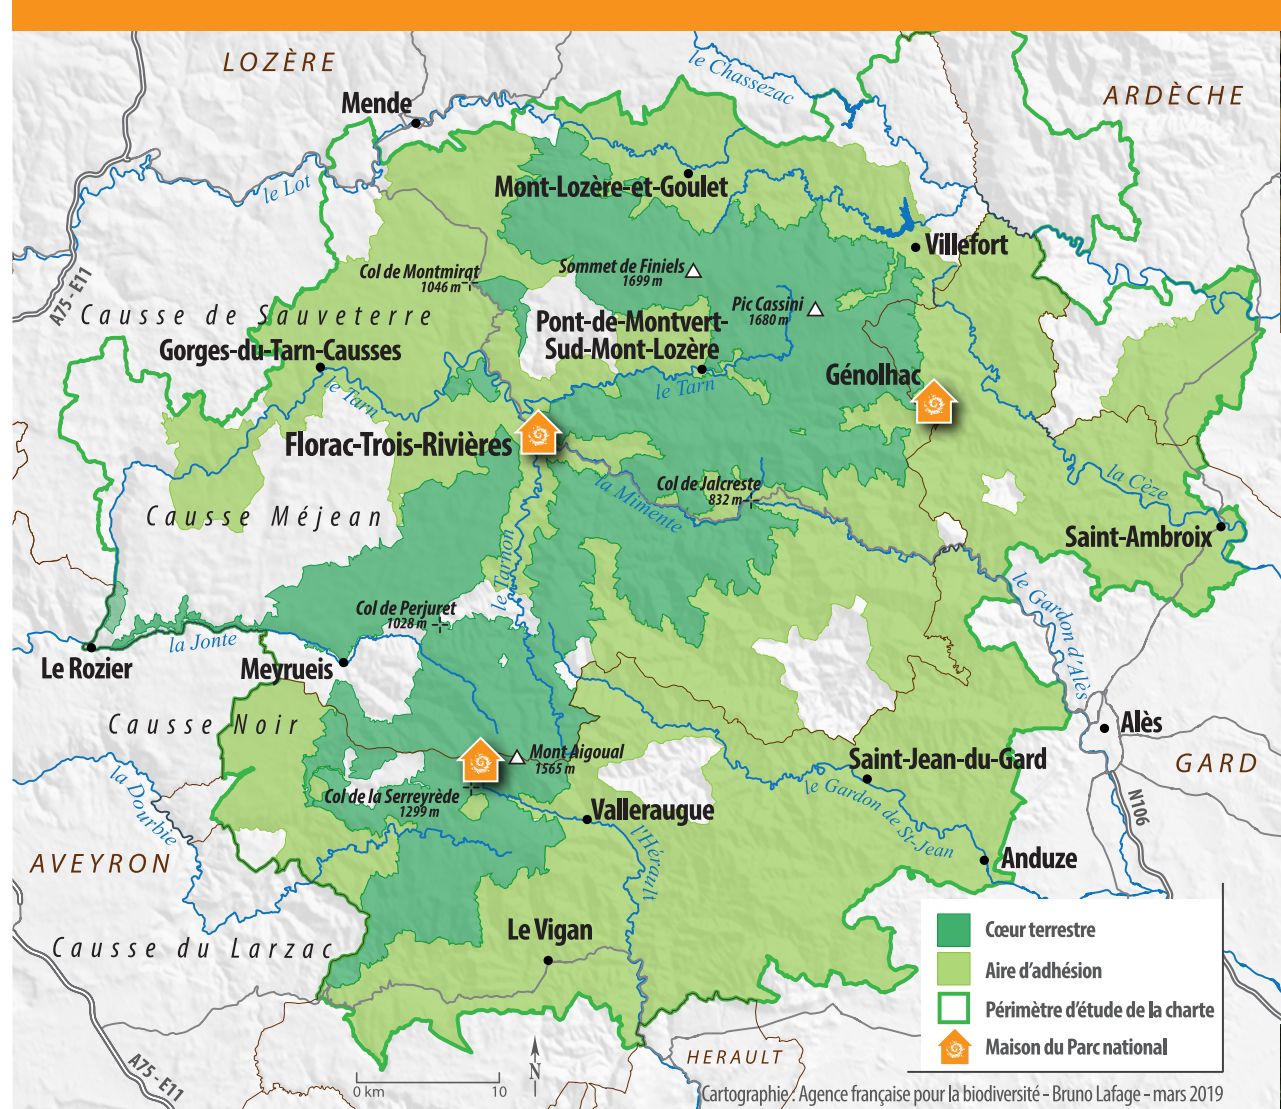 LOZÈRE
le Chassezac
ARDÈCHE
Mende
le Lot
Mont-Lozère-et-Goulet
Villefort
A75 - E11
Col de Montmirat
1046 m
Sommet de Finiels
1699 m
Pic Cassini
1680 m
Causse de Sauveterre
Pont-de-Montvert-
Sud-Mont-Lozère
Gorges-du-Tarn-Causses
le Tarn
le Tarn
Génolhac
Florac-Trois-Rivières
Col de Jalcreste
832 m
la Mimente
la Cèze
Causse Méjean
Saint-Ambroix
le Tarnon
le Gardon d'Alès
Col de Perjuret
1028 m
la Jonte
Le Rozier
Meyrueis
Causse Noir
Alès
Mont Aigoual
1565 m
Saint-Jean-du-Gard
GARD
la Dourbie
Col de la Serreyrède
1299 m
le Gardon de St-Jean
N106
Valleraugue
l'Hérault
AVEYRON
Anduze
Causse du Larzac
Le Vigan
Cœur terrestre
Aire d'adhésion
Périmètre d'étude de la charte
Maison du Parc national
A75 - E11
HERAULT
N
0 km 10
Cartographie : Agence française pour la biodiversité - Bruno Lafage - mars 2019